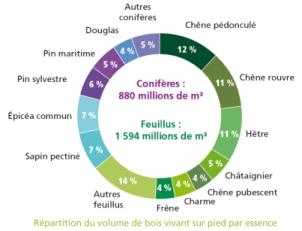 Autres
conifères
Douglas
Pin maritime
Pin sylvestre
Épicéa commun
Sapin pectiné
Autres
feuillus
Frêne
Charme
Chêne pubescent
Châtaignier
Hêtre
Chêne rouvre
Chêne pédonculé
5 %
4 %
5 %
6 %
7 %
7 %
14 %
4 %
4 %
4 %
5 %
11 %
11 %
12 %
Conifères :
880 millions de m³
Feuillus :
1 594 millions de m³
Répartition du volume de bois vivant sur pied par essence